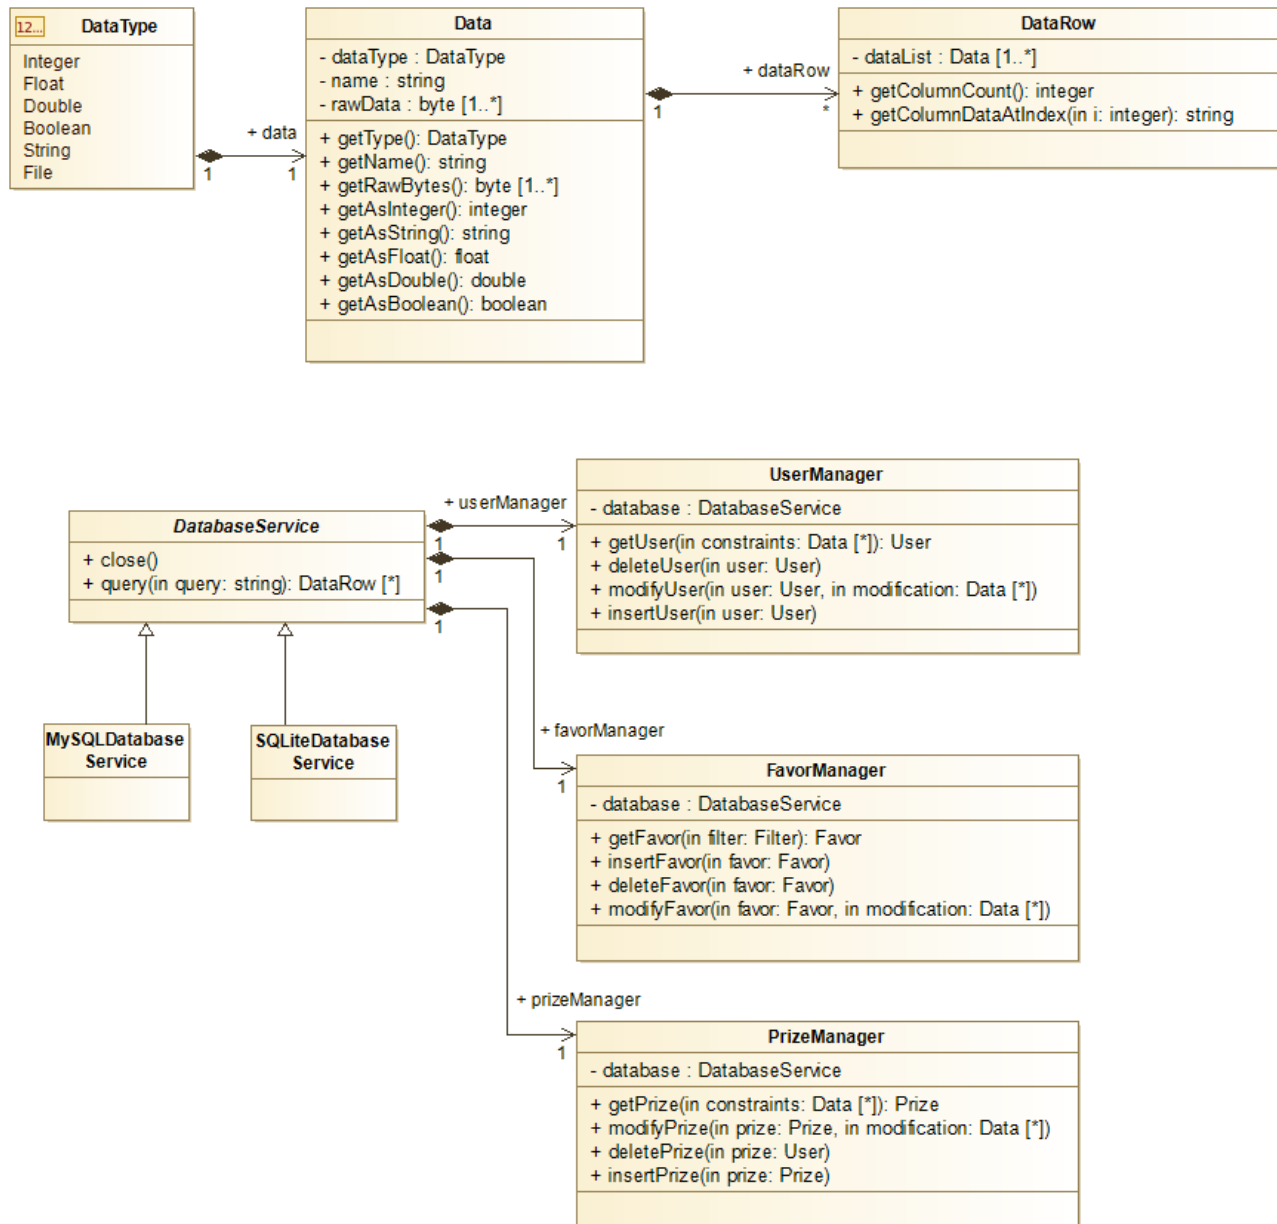 12...
DataType
Integer
Float
Double
Boolean
String
File
+ data
1
1
Data
- dataType : DataType
- name : string
- rawData : byte [1..*]
+ getType(): DataType
+ getName(): string
+ getRawBytes(): byte [1..*]
+ getAsInteger(): integer
+ getAsString(): string
+ getAsFloat(): float
+ getAsDouble(): double
+ getAsBoolean(): boolean
+ dataRow
1
*
DataRow
- dataList : Data [1..*]
+ getColumnCount(): integer
+ getColumnDataAtIndex(in i: integer): string
DatabaseService
+ close()
+ query(in query: string): DataRow [*]
MySQLDatabase
Service
SQLiteDatabase
Service
+ userManager
1
1
1
1
UserManager
- database : DatabaseService
+ getUser(in constraints: Data [*]): User
+ deleteUser(in user: User)
+ modifyUser(in user: User, in modification: Data [*])
+ insertUser(in user: User)
+ favorManager
1
FavorManager
- database : DatabaseService
+ getFavor(in filter: Filter): Favor
+ insertFavor(in favor: Favor)
+ deleteFavor(in favor: Favor)
+ modifyFavor(in favor: Favor, in modification: Data [*])
+ prizeManager
1
PrizeManager
- database : DatabaseService
+ getPrize(in constraints: Data [*]): Prize
+ modifyPrize(in prize: Prize, in modification: Data [*])
+ deletePrize(in prize: User)
+ insertPrize(in prize: Prize)